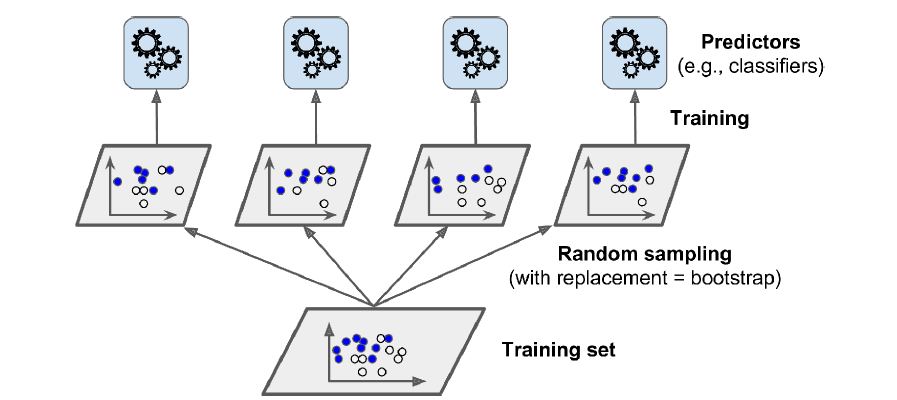 Predictors
(e.g., classifiers)
Training
Random sampling
(with replacement = bootstrap)
Training set